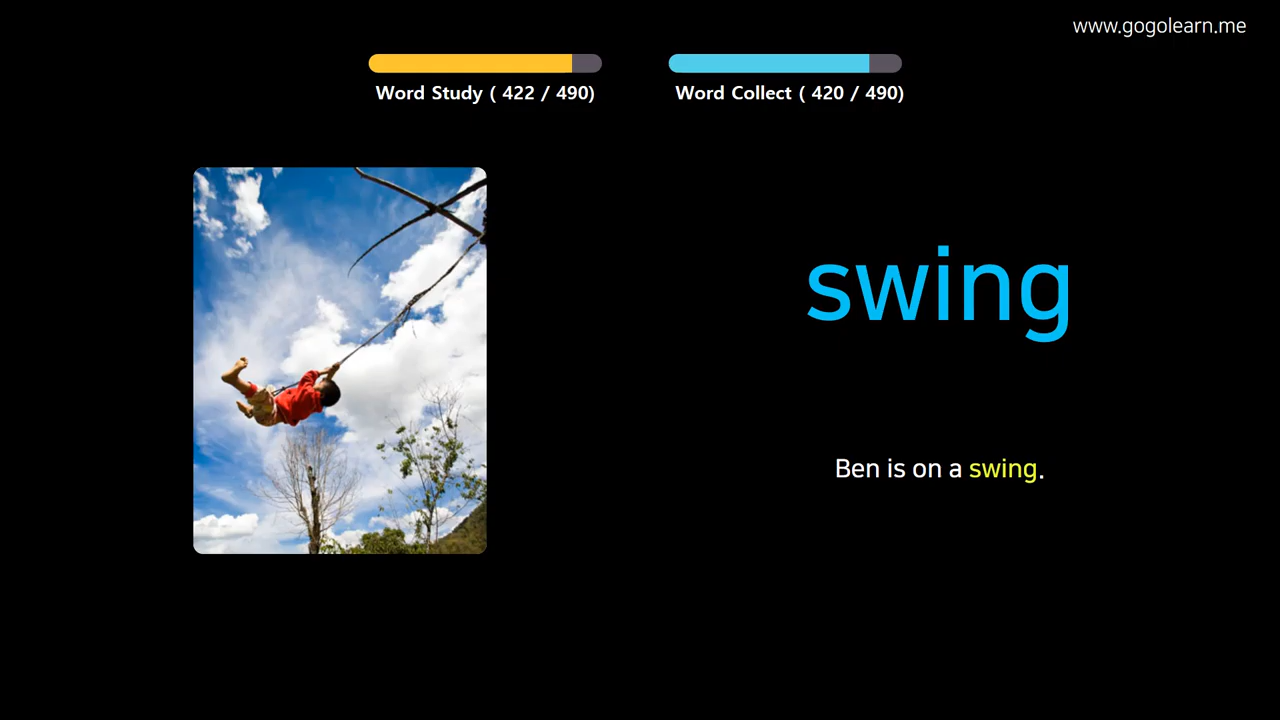 www.gogolearn.me
Word Study ( 422 / 490)
Word Collect ( 420 / 490)
swing
Ben is on a swing.